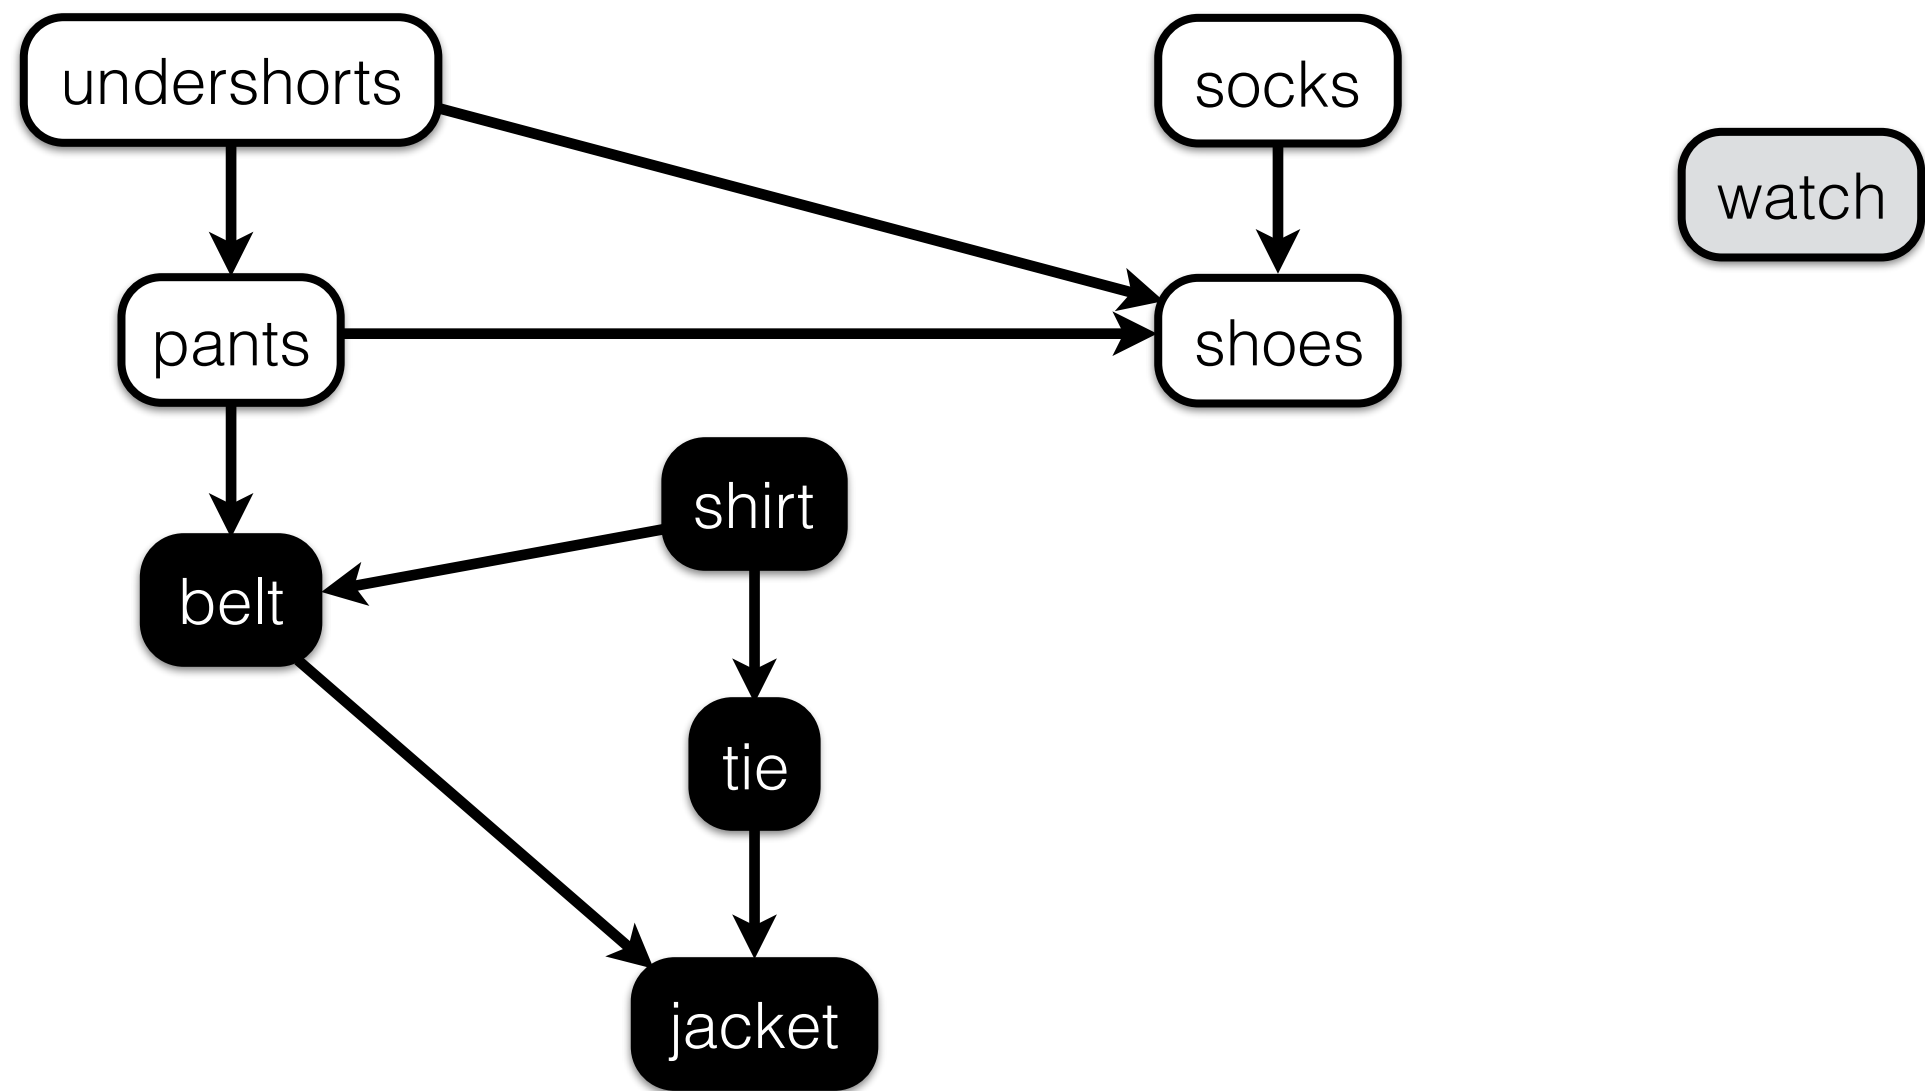 undershorts
socks
watch
pants
shoes
shirt
belt
tie
jacket